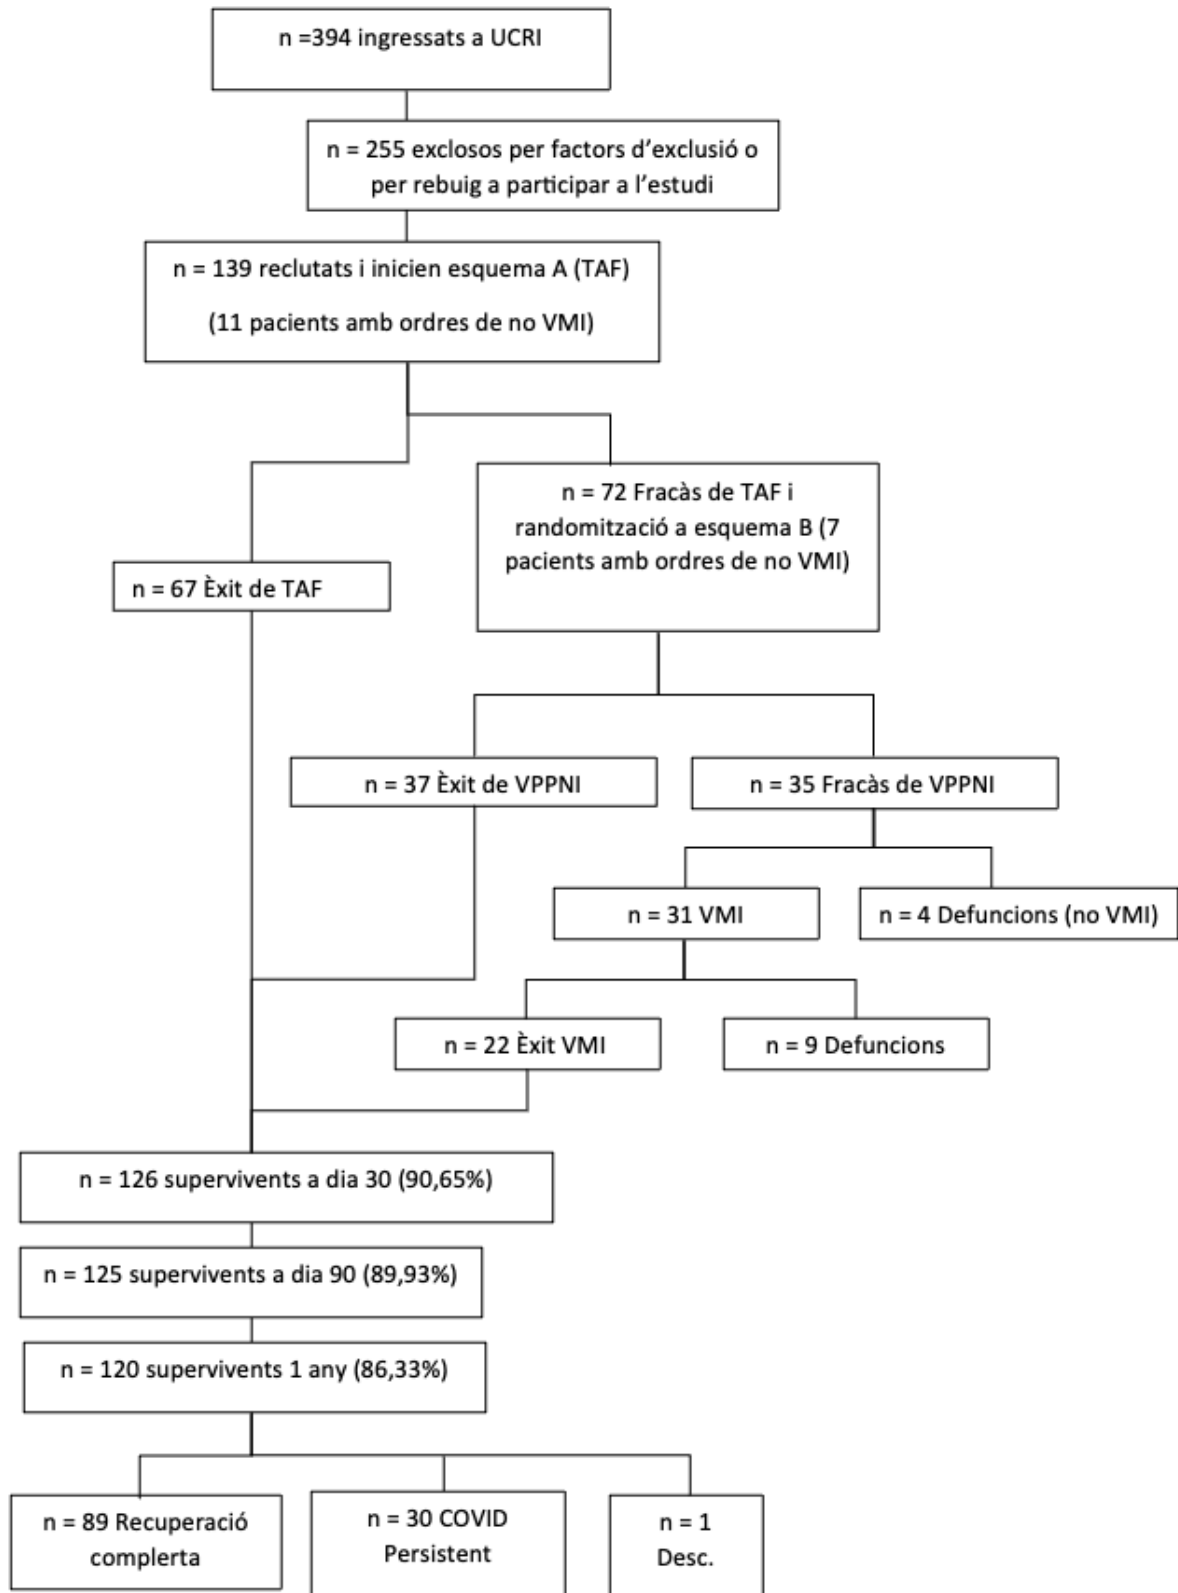 n =394 ingressats a UCRI
n = 255 exclosos per factors d’exclusió o
per rebuig a participar a l’estudi
n = 139 reclutats i inicien esquema A (TAF)
(11 pacients amb ordres de no VMI)
n = 72 Fracàs de TAF i
randomització a esquema B (7
pacients amb ordres de no VMI)
n = 67 Èxit de TAF
n = 37 Èxit de VPPNI
n = 35 Fracàs de VPPNI
n = 31 VMI
n = 4 Defuncions (no VMI)
n = 22 Èxit VMI
n = 9 Defuncions
n = 126 supervivents a dia 30 (90,65%)
n = 125 supervivents a dia 90 (89,93%)
n = 120 supervivents 1 any (86,33%)
n = 89 Recuperació
complerta
n = 30 COVID
Persistent
n = 1
Desc.